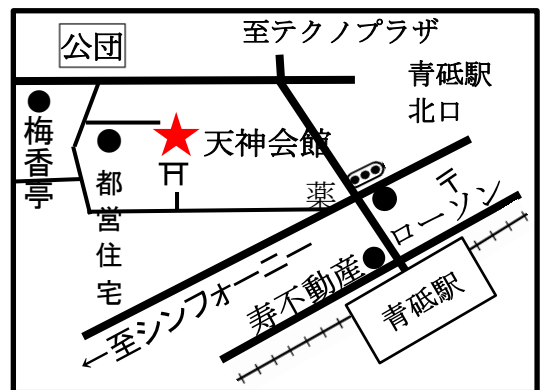 公団
至テクノプラザ
青砥駅
北口
梅香亭
天神会館
都営住宅
薬
〒
ローソン
←至シンフォーニー
寿不動産
青砥駅